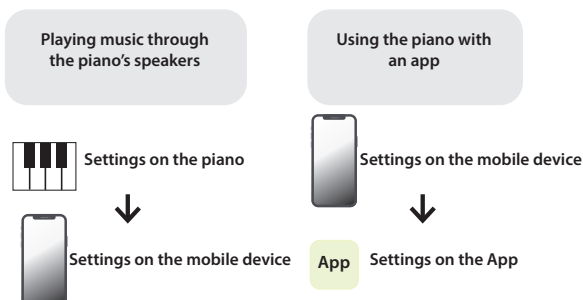 Playing music through
the piano's speakers
Settings on the piano
Settings on the mobile device
Using the piano with
an app
Settings on the mobile device
App
Settings on the App